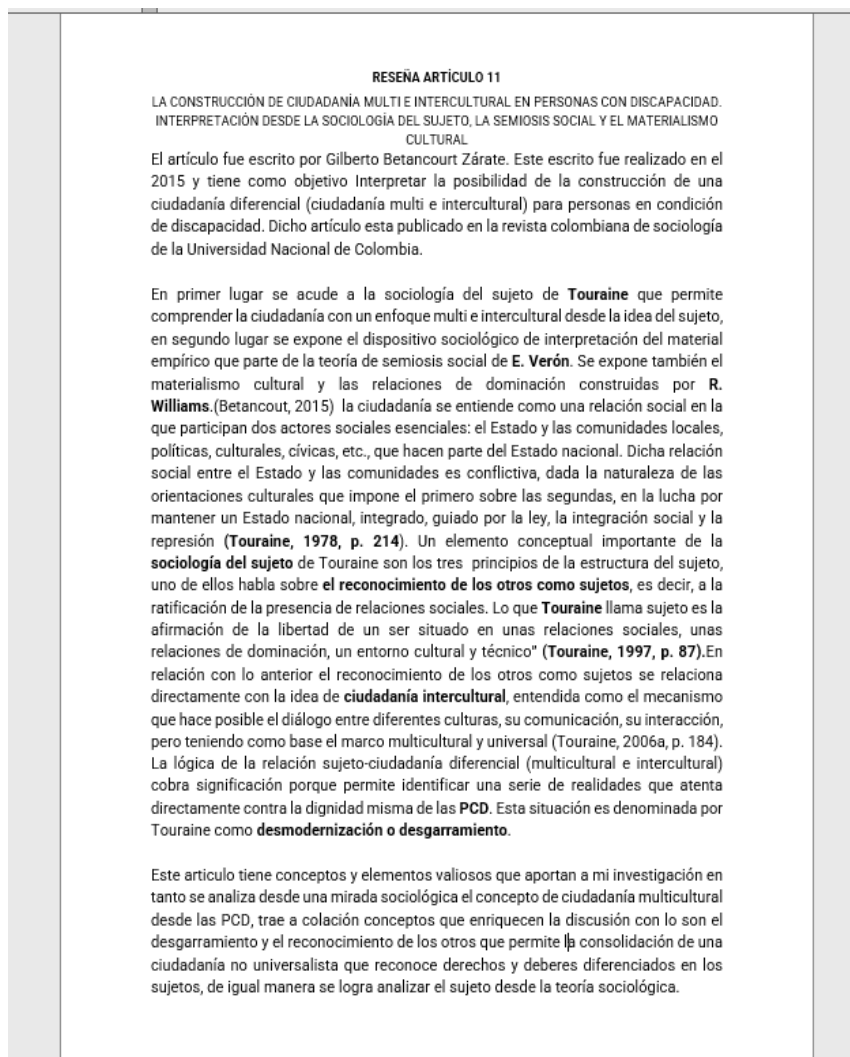 RESEÑA ARTÍCULO 11
LA CONSTRUCCIÓN DE CIUDADANÍA MULTI E INTERCULTURAL EN PERSONAS CON DISCAPACIDAD.
INTERPRETACIÓN DESDE LA SOCIOLOGÍA DEL SUJETO, LA SEMIOSIS SOCIAL Y EL MATERIALISMO
CULTURAL
El artículo fue escrito por Gilberto Betancourt Zárate. Este escrito fue realizado en el
2015 y tiene como objetivo Interpretar la posibilidad de la construcción de una
ciudadanía diferencial (ciudadanía multi e intercultural) para personas en condición
de discapacidad. Dicho artículo esta publicado en la revista colombiana de sociología
de la Universidad Nacional de Colombia.
En primer lugar se acude a la sociología del sujeto de Touraine que permite
comprender la ciudadanía con un enfoque multi e intercultural desde la idea del sujeto,
en segundo lugar se expone el dispositivo sociológico de interpretación del material
empírico que parte de la teoría de semiosis social de E. Verón. Se expone también el
materialismo cultural y las relaciones de dominación construidas por R.
Williams.(Betancout, 2015) la ciudadanía se entiende como una relación social en la
que participan dos actores sociales esenciales: el Estado y las comunidades locales,
políticas, culturales, cívicas, etc., que hacen parte del Estado nacional. Dicha relación
social entre el Estado y las comunidades es conflictiva, dada la naturaleza de las
orientaciones culturales que impone el primero sobre las segundas, en la lucha por
mantener un Estado nacional, integrado, guiado por la ley, la integración social y la
represión (Touraine, 1978, p. 214). Un elemento conceptual importante de la
sociología del sujeto de Touraine son los tres principios de la estructura del sujeto,
uno de ellos habla sobre el reconocimiento de los otros como sujetos, es decir, a la
ratificación de la presencia de relaciones sociales. Lo que Touraine llama sujeto es la
afirmación de la libertad de un ser situado en unas relaciones sociales, unas
relaciones de dominación, un entorno cultural y técnico" (Touraine, 1997, p. 87).En
relación con lo anterior el reconocimiento de los otros como sujetos se relaciona
directamente con la idea de ciudadanía intercultural, entendida como el mecanismo
que hace posible el diálogo entre diferentes culturas, su comunicación, su interacción,
pero teniendo como base el marco multicultural y universal (Touraine, 2006a, p. 184).
La lógica de la relación sujeto-ciudadanía diferencial (multicultural e intercultural)
cobra significación porque permite identificar una serie de realidades que atenta
directamente contra la dignidad misma de las PCD. Esta situación es denominada por
Touraine como desmodernización o desgarramiento.
Este articulo tiene conceptos y elementos valiosos que aportan a mi investigación en
tanto se analiza desde una mirada sociológica el concepto de ciudadanía multicultural
desde las PCD, trae a colación conceptos que enriquecen la discusión con lo son el
desgarramiento y el reconocimiento de los otros que permite la consolidación de una
ciudadanía no universalista que reconoce derechos y deberes diferenciados en los
sujetos, de igual manera se logra analizar el sujeto desde la teoría sociológica.